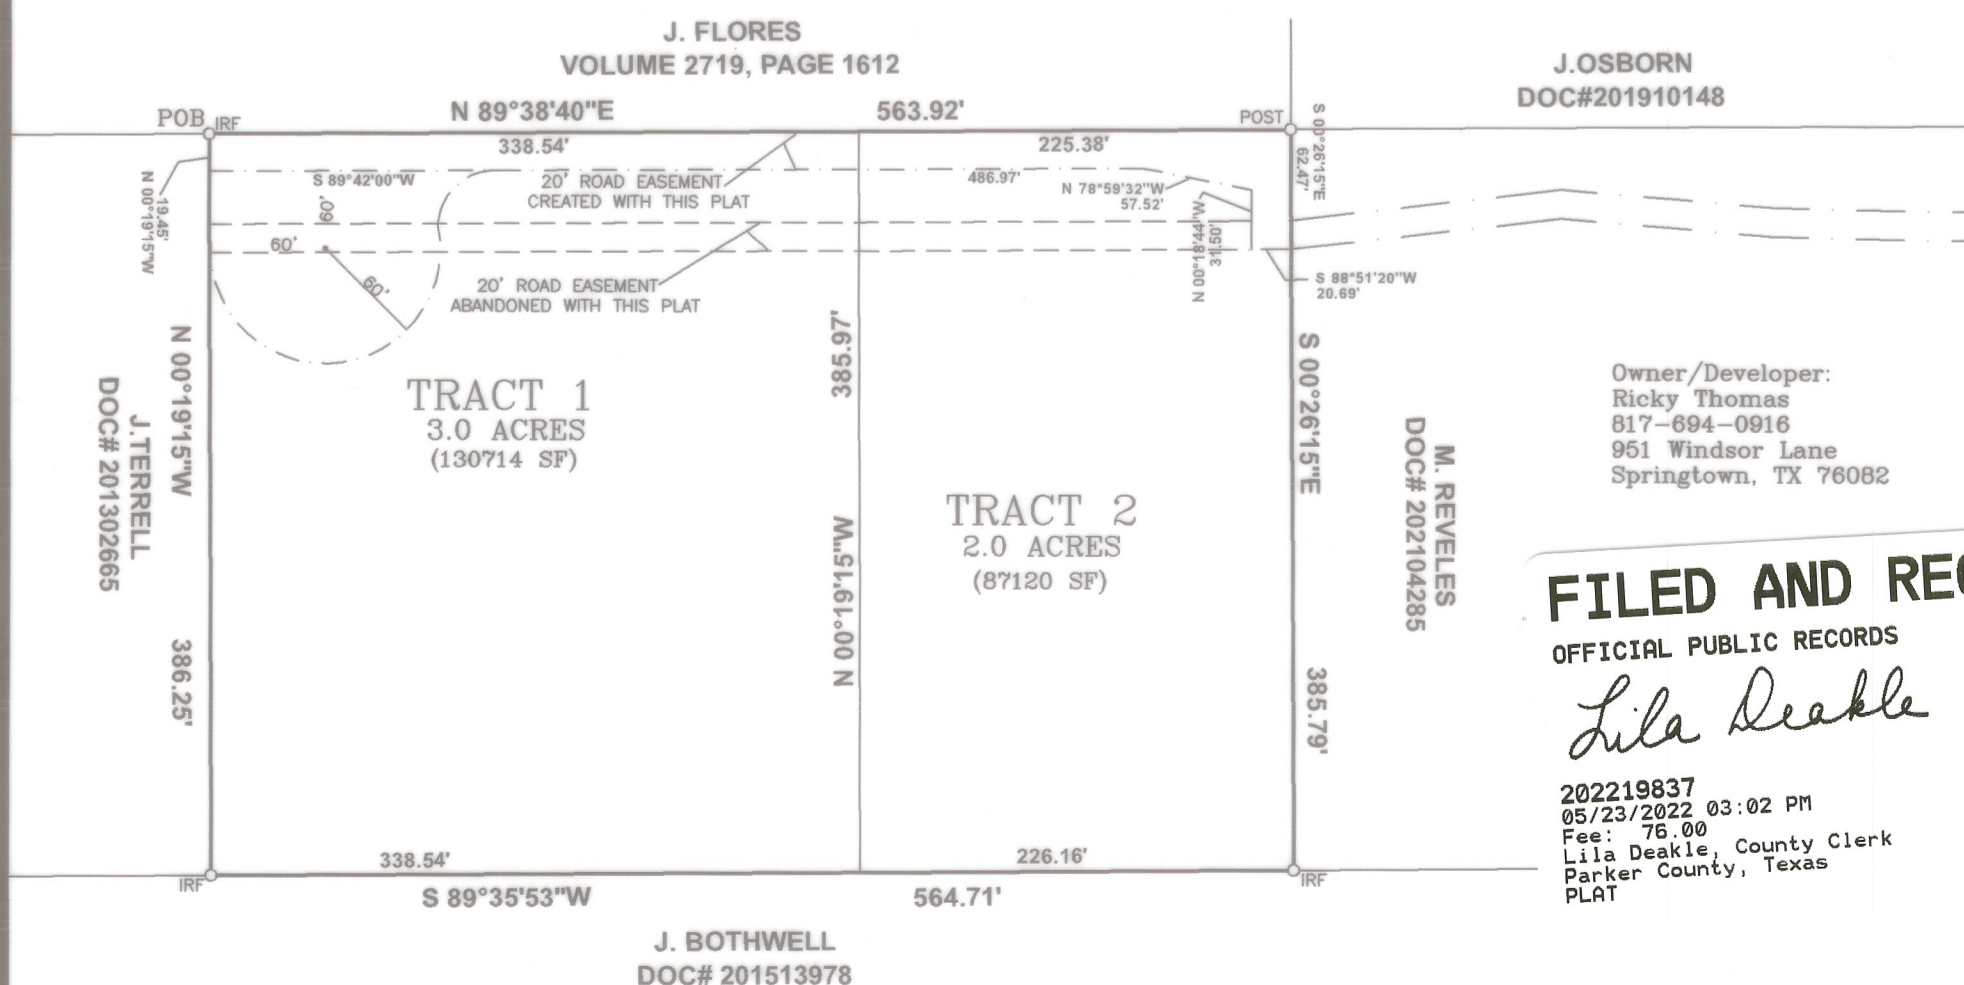 J. FLORES
VOLUME 2719, PAGE 1612
J.OSBORN
DOC#201910148
POB
IRF
N 89°38'40"E
563.92'
POST
S 00°26'15"E
62.47'
338.54'
225.38'
N 00°19'15"W
19.45'
S 89°42'00"W
60'
20' ROAD EASEMENT
CREATED WITH THIS PLAT
486.97'
N 78°59'32"W
57.52'
N 00°18'44"W
31.50'
60'
60'
20' ROAD EASEMENT
ABANDONED WITH THIS PLAT
S 88°51'20"W
20.69'
N 00°19'15"W
386.25'
J.TERRELL
DOC# 201302665
TRACT 1
3.0 ACRES
(130714 SF)
385.97'
N 00°19'15"W
TRACT 2
2.0 ACRES
(87120 SF)
S 00°26'15"E
385.79'
M. REVELES
DOC# 202104285
Owner/Developer:
Ricky Thomas
817-694-0916
951 Windsor Lane
Springtown, TX 76082
FILED AND REC
OFFICIAL PUBLIC RECORDS
Lila Deakle
202219837
05/23/2022 03:02 PM
Fee: 76.00
Lila Deakle, County Clerk
Parker County, Texas
PLAT
338.54'
226.16'
IRF
S 89°35'53"W
564.71'
IRF
J. BOTHWELL
DOC# 201513978